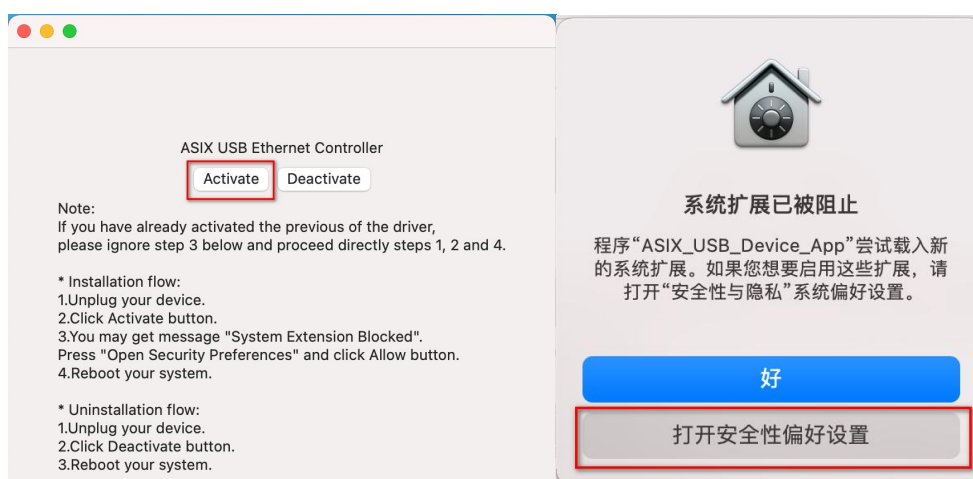 ASIX USB Ethernet Controller
Activate
Deactivate
Note:
If you have already activated the previous of the driver,
please ignore step 3 below and proceed directly steps 1, 2 and 4.
* Installation flow:
1.Unplug your device.
2.Click Activate button.
3.You may get message "System Extension Blocked".
Press "Open Security Preferences" and click Allow button.
4.Reboot your system.
* Uninstallation flow:
1.Unplug your device.
2.Click Deactivate button.
3.Reboot your system.
系统扩展已被阻止
程序“ASIX_USB_Device_App”尝试载入新
的系统扩展。如果您想要启用这些扩展，请
打开“安全性与隐私”系统偏好设置。
好
打开安全性偏好设置